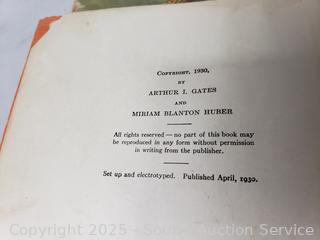 Copyright, 1930,
BY
ARTHUR I. GATES
AND
MIRIAM BLANTON HUBER
All rights reserved — no part of this book may
be reproduced in any form without permission
in writing from the publisher.
Set up and electrotyped. Published April, 1930.
Copyright 2025 - South Auction Service